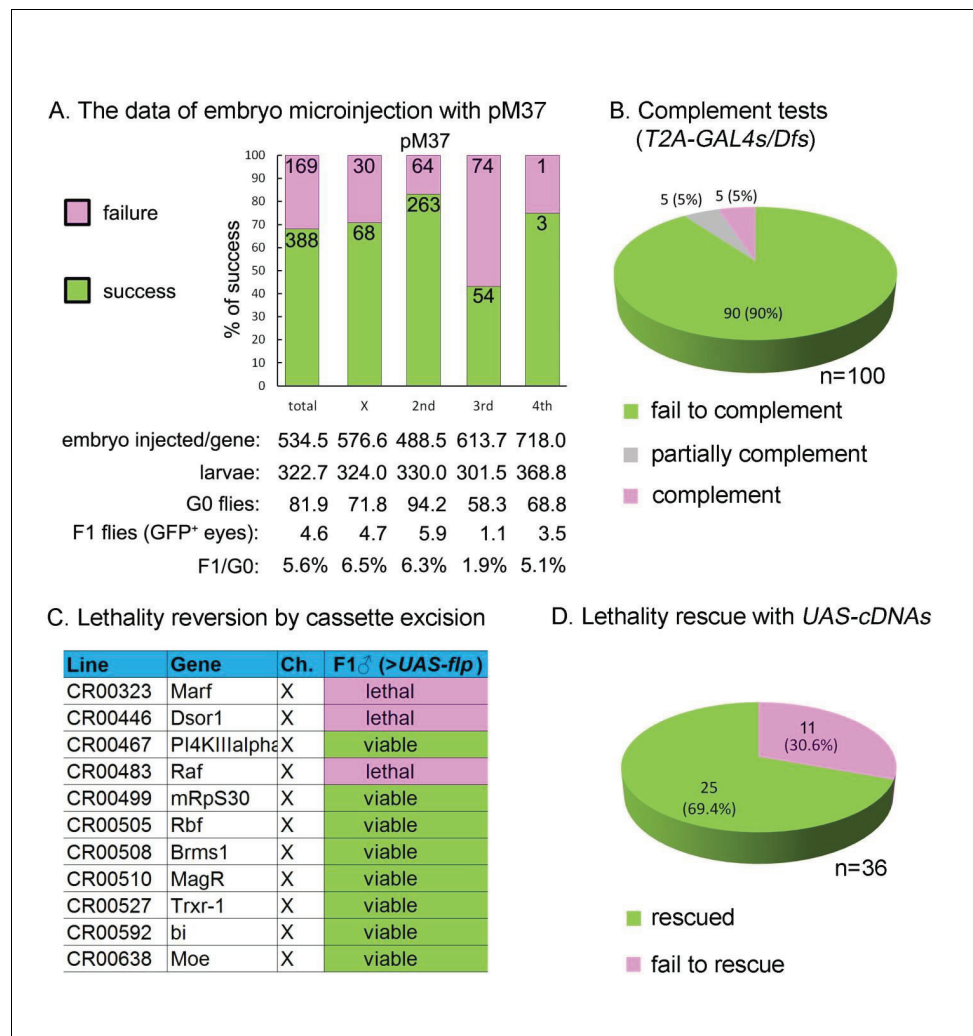 A. The data of embryo microinjection with pM37
pM37
failure
success
% of success
100
90
80
70
60
50
40
30
20
10
0
169 30 64 74 1
388 68 263 54 3
total X 2nd 3rd 4th
embryo injected/gene: 534.5 576.6 488.5 613.7 718.0
larvae: 322.7 324.0 330.0 301.5 368.8
G0 flies: 81.9 71.8 94.2 58.3 68.8
F1 flies (GFP⁺ eyes): 4.6 4.7 5.9 1.1 3.5
F1/G0: 5.6% 6.5% 6.3% 1.9% 5.1%
B. Complement tests
(T2A-GAL4s/Dfs)
5 (5%) 5 (5%)
90 (90%)
n=100
fail to complement
partially complement
complement
C. Lethality reversion by cassette excision
Line Gene Ch. F1♂ (>UAS-flp)
CR00323 Marf X lethal
CR00446 Dsor1 X lethal
CR00467 PI4KIIIalpha X viable
CR00483 Raf X lethal
CR00499 mRpS30 X viable
CR00505 Rbf X viable
CR00508 Brms1 X viable
CR00510 MagR X viable
CR00527 Trxr-1 X viable
CR00592 bi X viable
CR00638 Moe X viable
D. Lethality rescue with UAS-cDNAs
11
(30.6%)
25
(69.4%)
n=36
rescued
fail to rescue